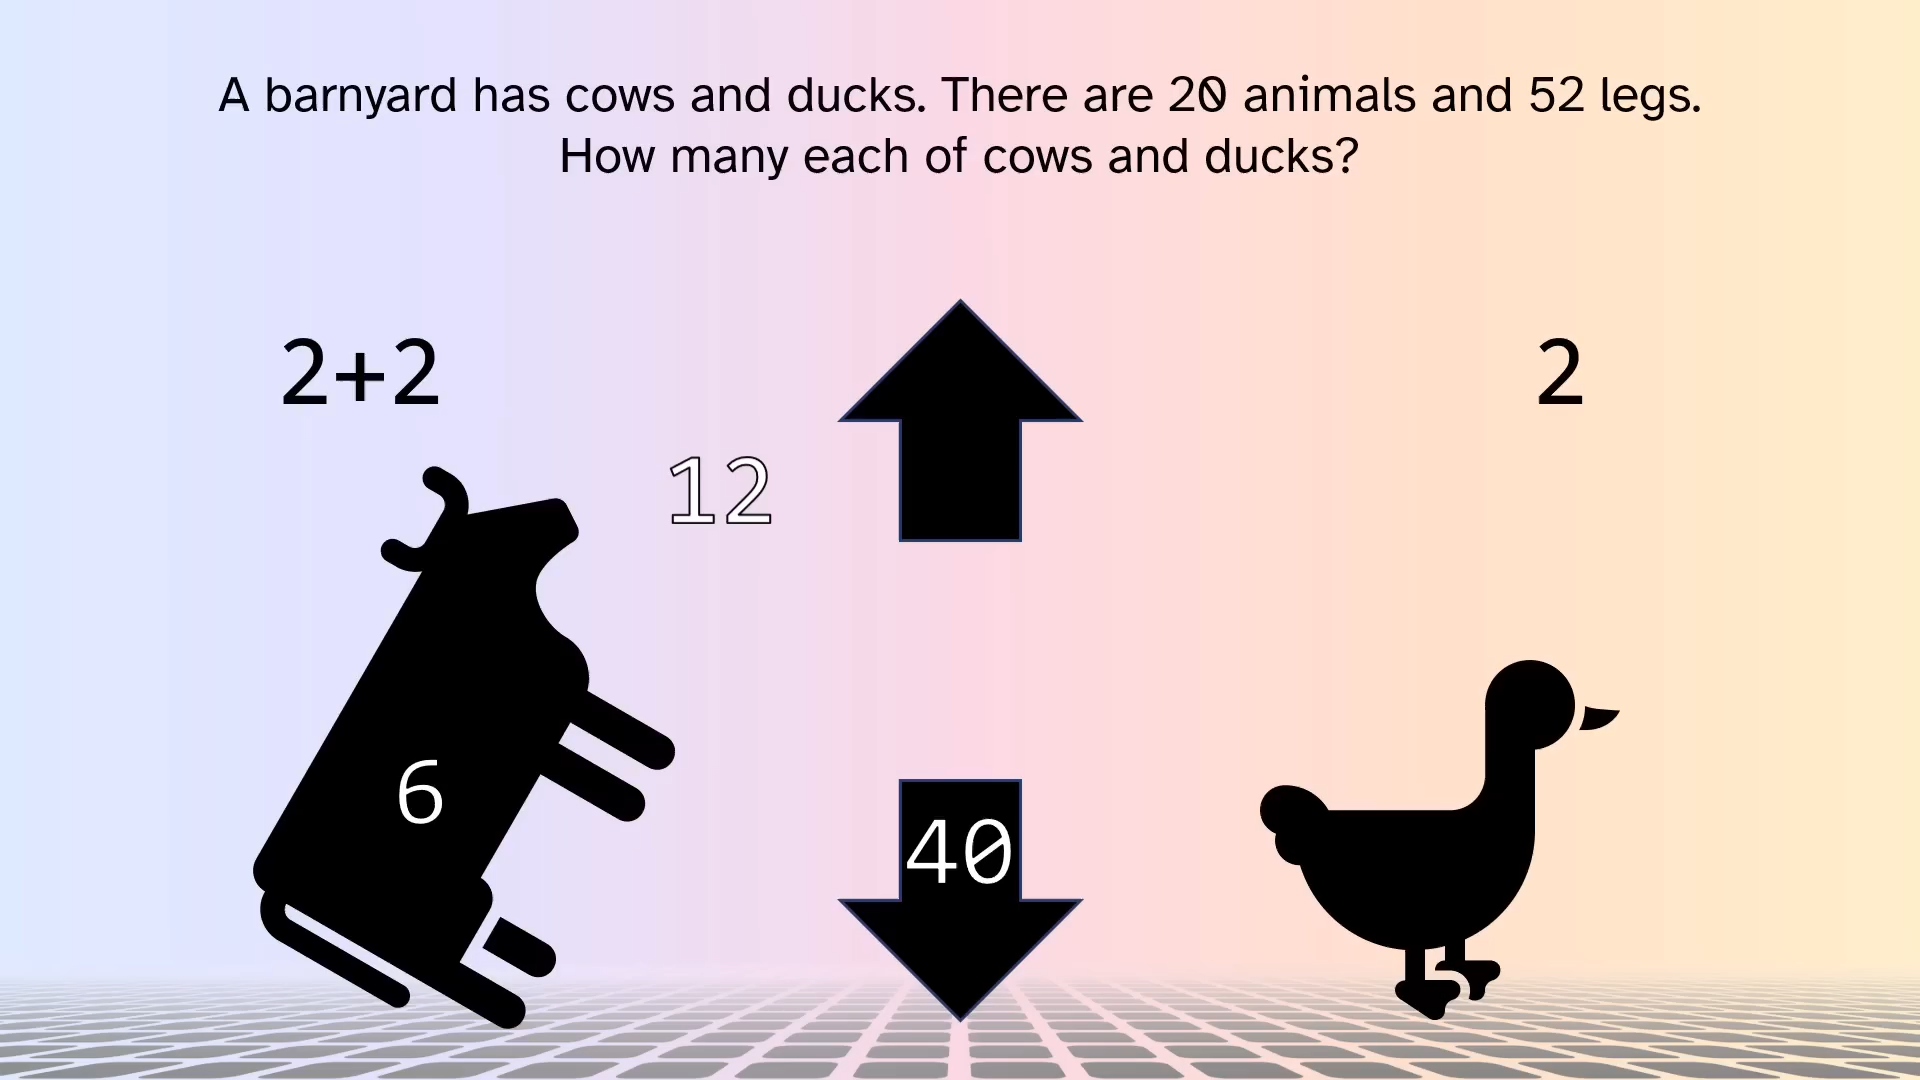 A barnyard has cows and ducks. There are 20 animals and 52 legs.
How many each of cows and ducks?
2+2
2
12
6
40